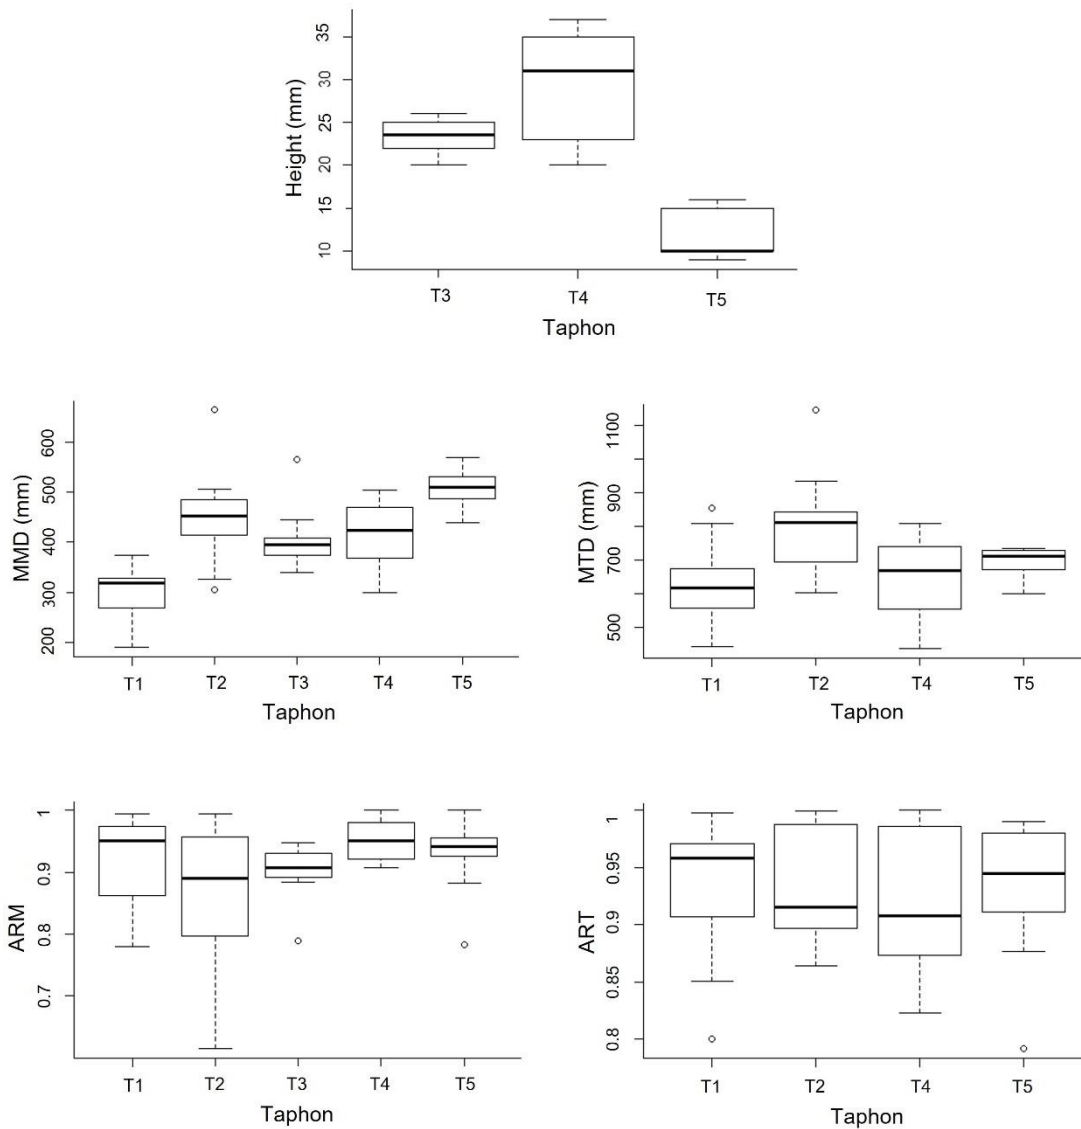 Height (mm)
35
30
25
20
15
10
T3 T4 T5
Taphon
MMD (mm)
600
500
400
300
200
T1 T2 T3 T4 T5
Taphon
MTD (mm)
1100
900
700
500
T1 T2 T4 T5
Taphon
ARM
1
0.9
0.8
0.7
T1 T2 T3 T4 T5
Taphon
ART
1
0.95
0.9
0.85
0.8
T1 T2 T4 T5
Taphon